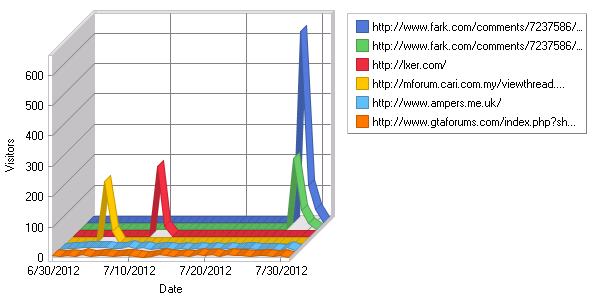 600
500
400
300
200
100
0
Visitors
6/30/2012 7/10/2012 7/20/2012 7/30/2012
Date
http://www.fark.com/comments/7237586/...
http://www.fark.com/comments/7237586/...
http://lxer.com/
http://mforum.cari.com.my/viewthread....
http://www.ampers.me.uk/
http://www.gtaforums.com/index.php?sh...